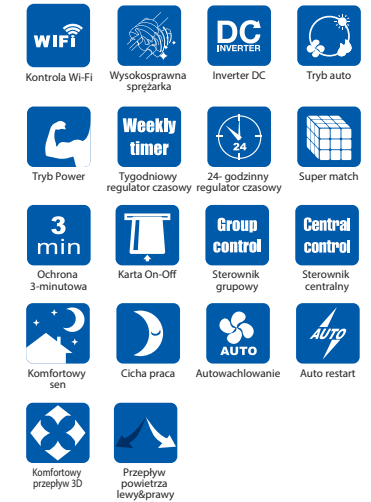 WiFi
DC
INVERTER
Kontrola Wi-Fi
Wysokosprawna
sprężarka
Inverter DC
Tryb auto
Weekly
timer
24
Tryb Power
Tygodniowy
regulator czasowy
24- godzinny
regulator czasowy
Super match
3
min
Group
control
Central
control
Ochrona
3-minutowa
Karta On-Off
Sterownik
grupowy
Sterownik
centralny
AUTO
AUTO
Komfortowy
sen
Cicha praca
Autowachlowanie
Auto restart
Komfortowy
przepływ 3D
Przepływ
powietrza
lewy&prawy